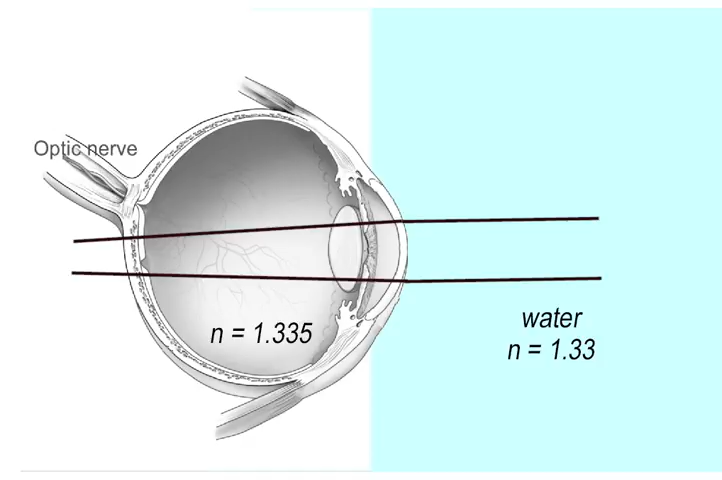 Optic nerve
n = 1.335
water
n = 1.33